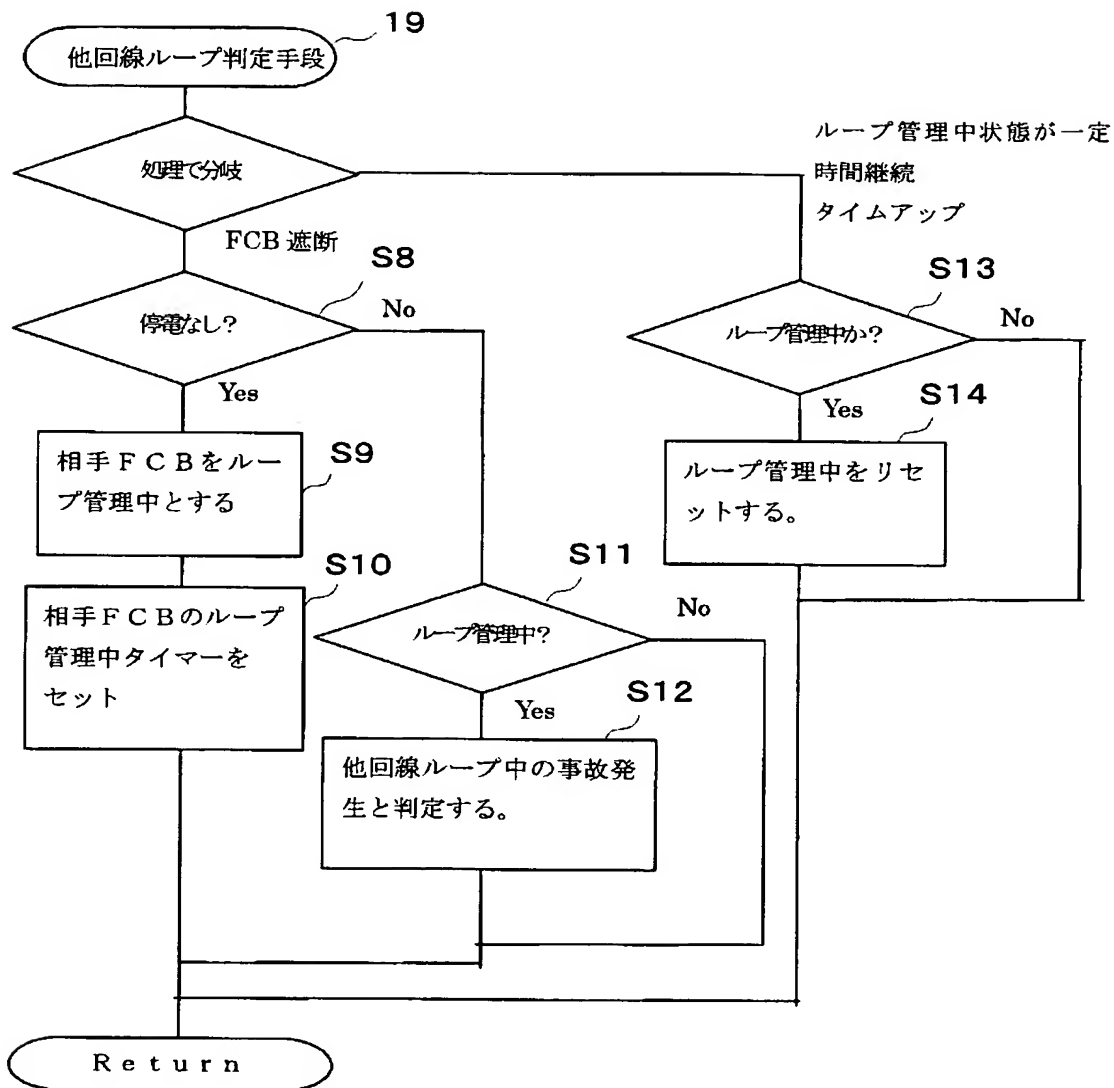 19
他回線ループ判定手段
処理で分岐
FCB 遮断
ループ管理中状態が一定
時間継続
タイムアップ
S8
停電なし?
No
Yes
S9
相手FCBをルー
プ管理中とする
S10
相手FCBのループ
管理中タイマーを
セット
S11
ループ管理中?
No
Yes
S12
他回線ループ中の事故発
生と判定する。
S13
ループ管理中か?
No
Yes
S14
ループ管理中をリセ
ットする。
Return